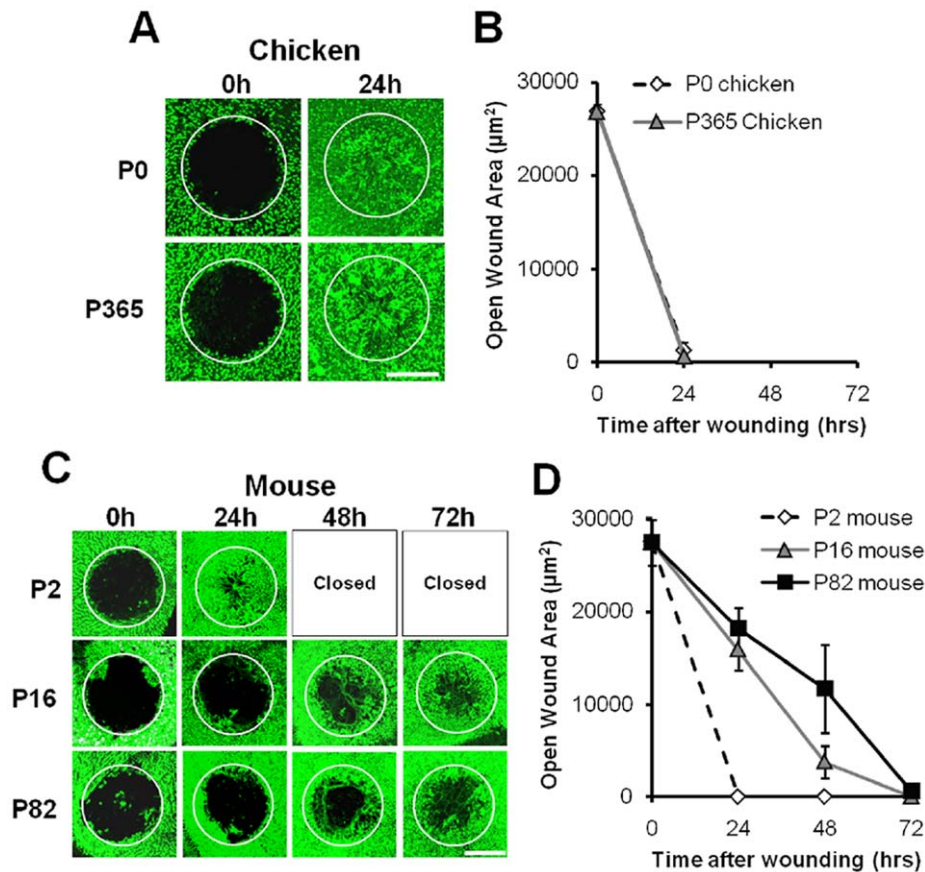 A
Chicken
0h 24h
P0
P365
B
30000
20000
10000
0
Open Wound Area (µm²)
P0 chicken
P365 Chicken
0 24 48 72
Time after wounding (hrs)
C
Mouse
0h 24h 48h 72h
P2
Closed Closed
P16
P82
D
30000
20000
10000
0
Open Wound Area (µm²)
P2 mouse
P16 mouse
P82 mouse
0 24 48 72
Time after wounding (hrs)